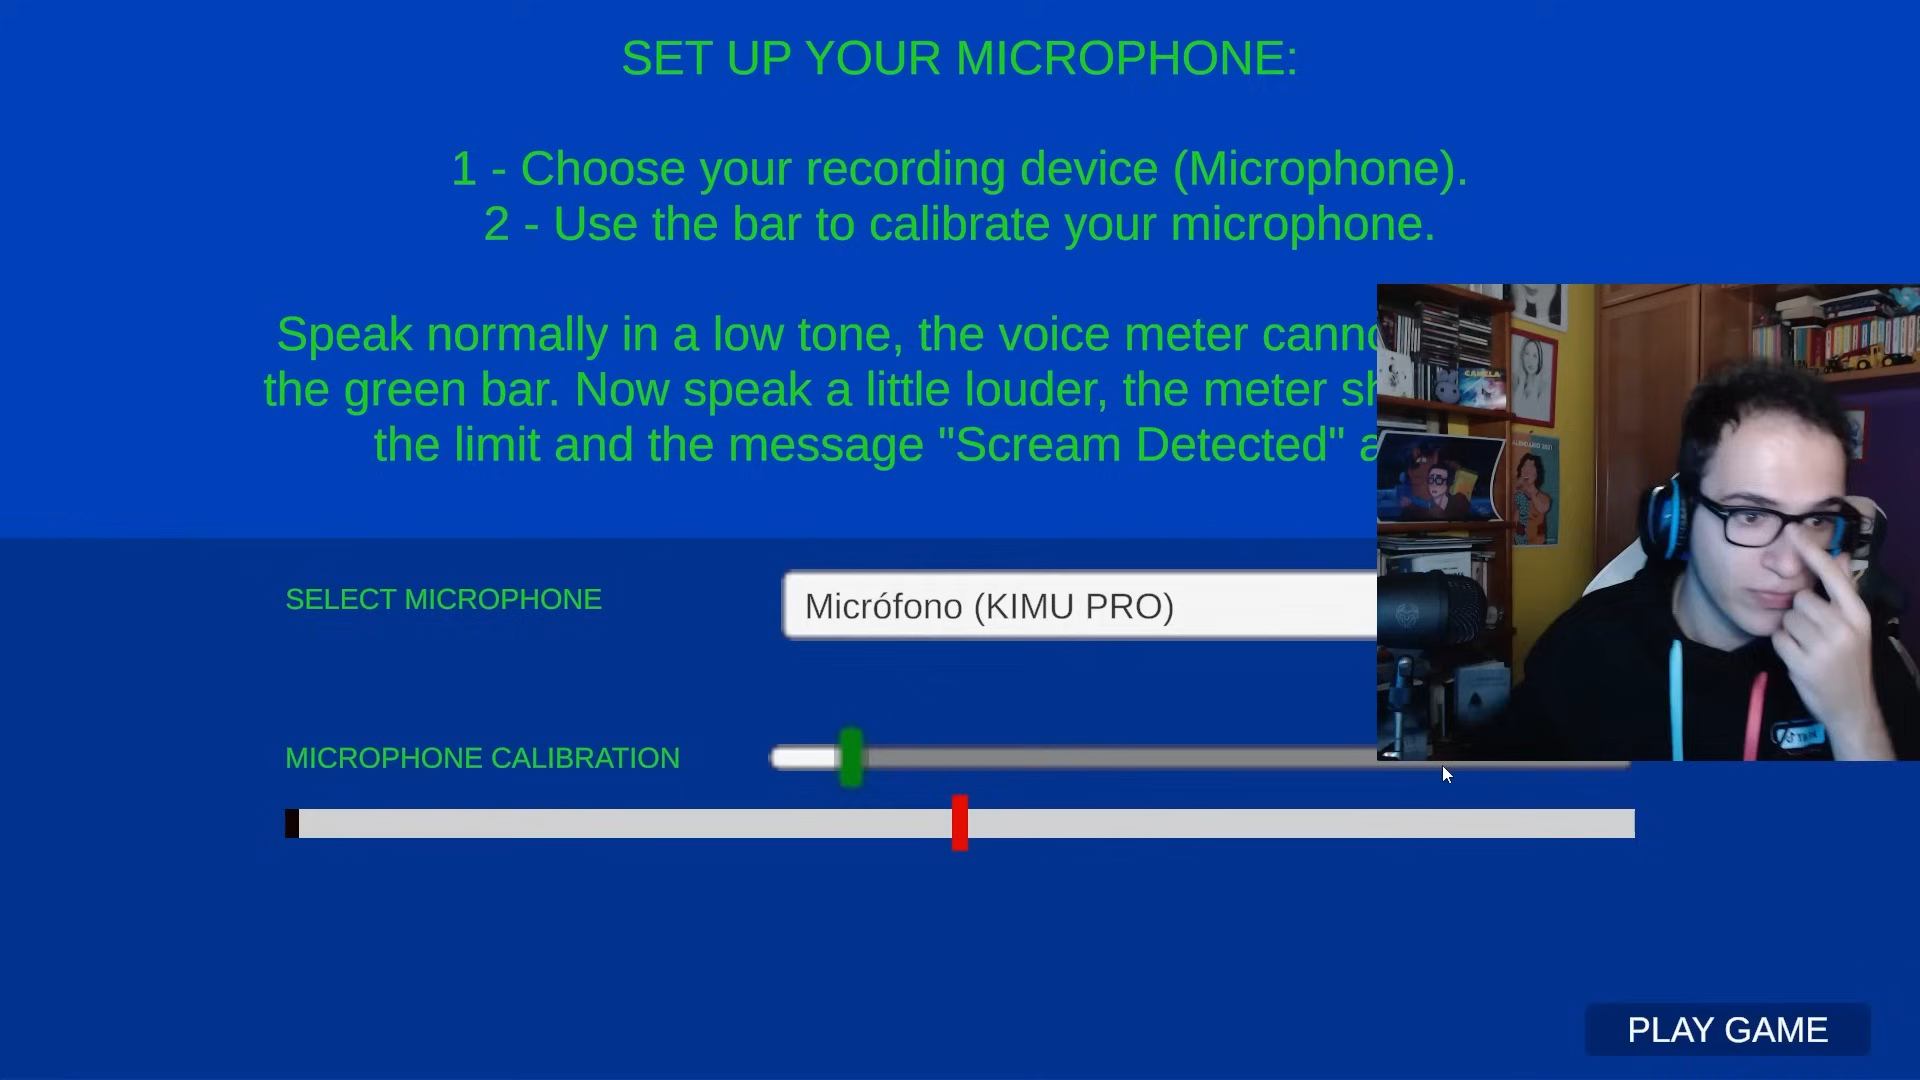 SET UP YOUR MICROPHONE:
1 - Choose your recording device (Microphone).
2 - Use the bar to calibrate your microphone.
Speak normally in a low tone, the voice meter
the green bar. Now speak a little louder, the meter
the limit and the message "Scream Detected"
SELECT MICROPHONE
Micrófono (KIMU PRO)
MICROPHONE CALIBRATION
PLAY GAME